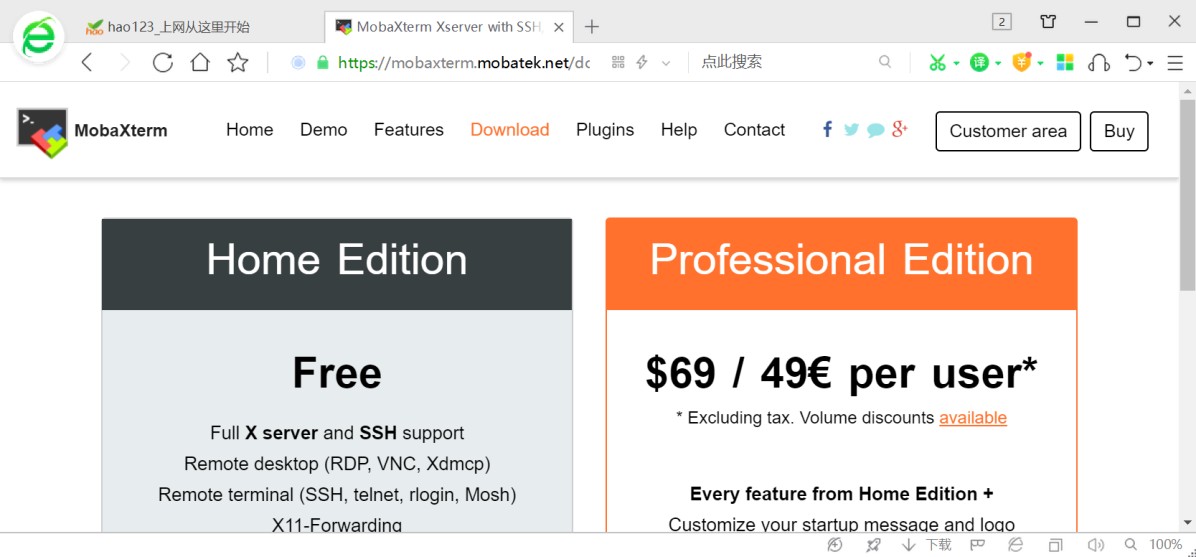 hao123_上网从这里开始
MobaXterm Xserver with SSH,
2
https://mobaxterm.mobatek.net/dc
点此搜索
译
MobaXterm
Home Demo Features Download Plugins Help Contact
Customer area Buy
Home Edition
Free
Full X server and SSH support
Remote desktop (RDP, VNC, Xdmcp)
Remote terminal (SSH, telnet, rlogin, Mosh)
X11-Forwarding
Professional Edition
$69 / 49€ per user*
* Excluding tax. Volume discounts available
Every feature from Home Edition +
Customize your startup message and logo
下载
100%